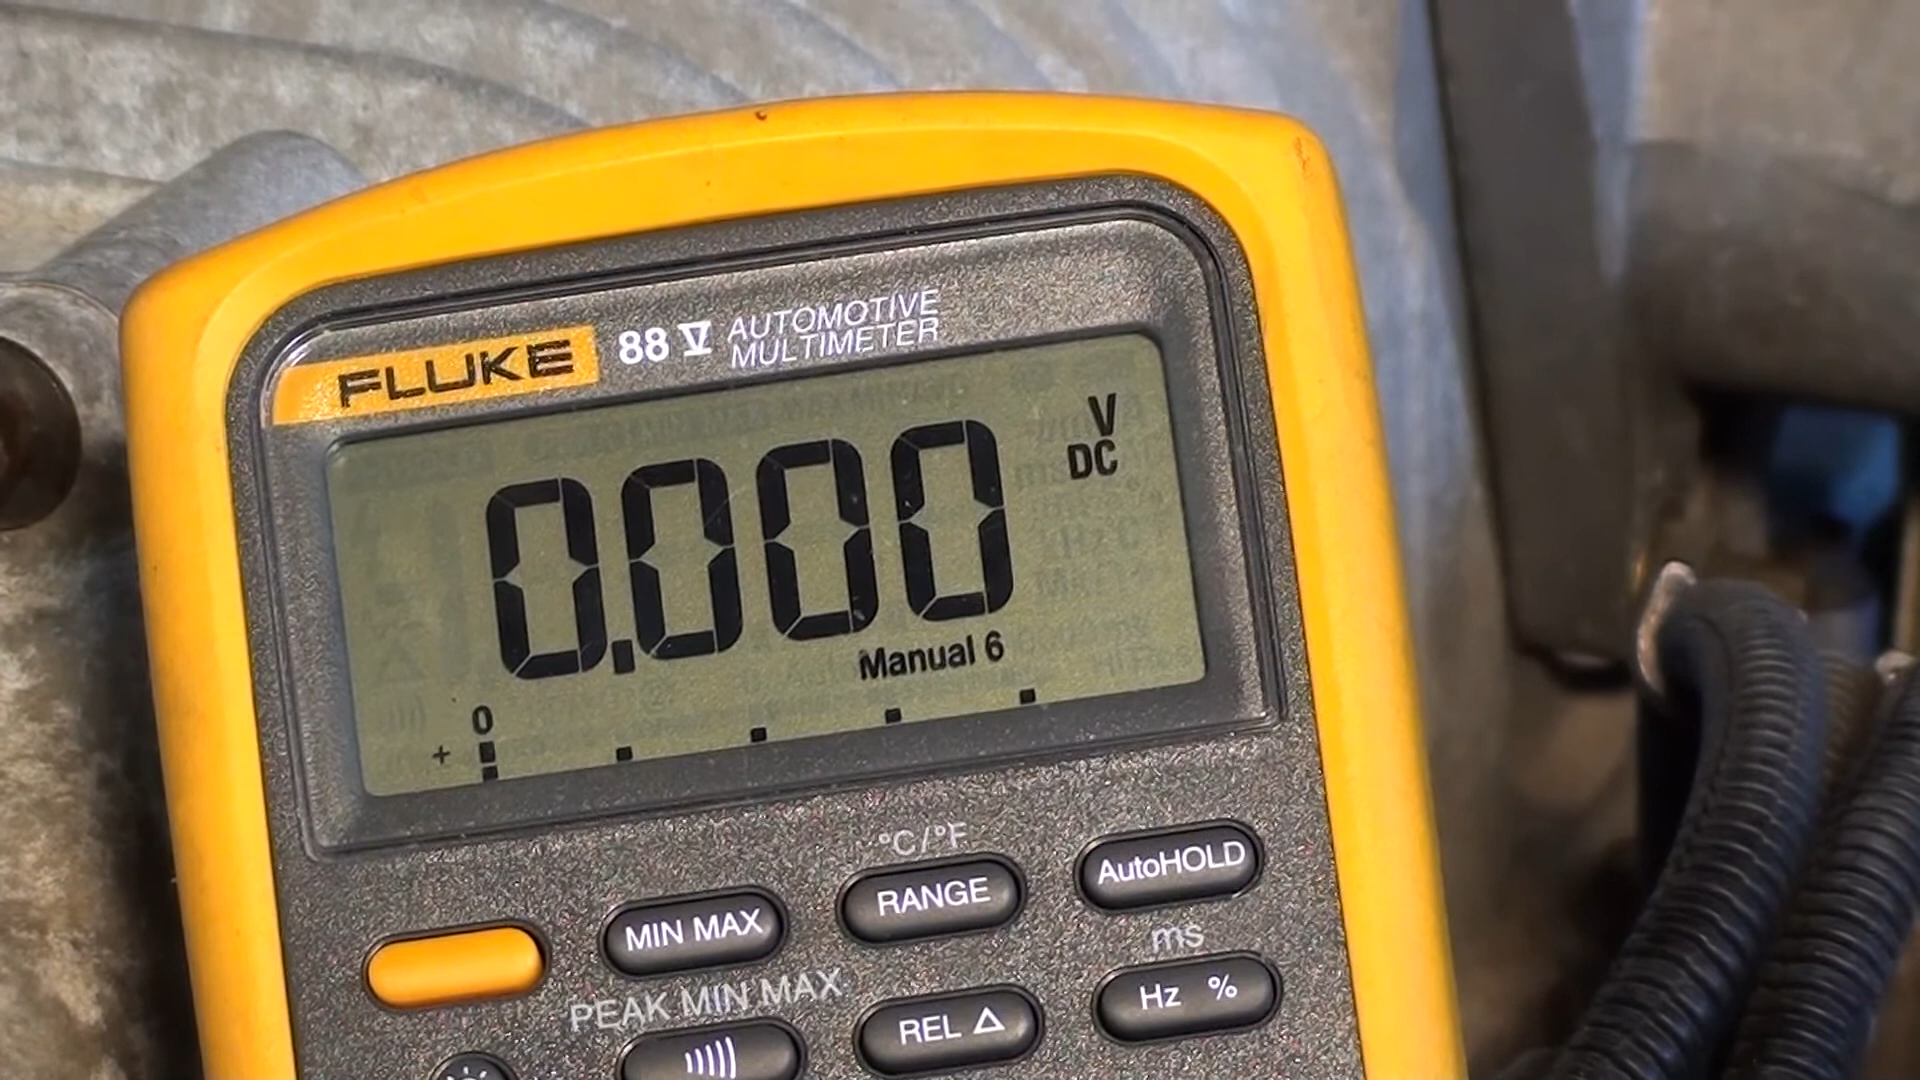 FLUKE 88 V AUTOMOTIVE
MULTIMETER
V
DC
0.000
Manual 6
0
+
°C/°F
MIN MAX RANGE AutoHOLD
PEAK MIN MAX ms
REL △ Hz %